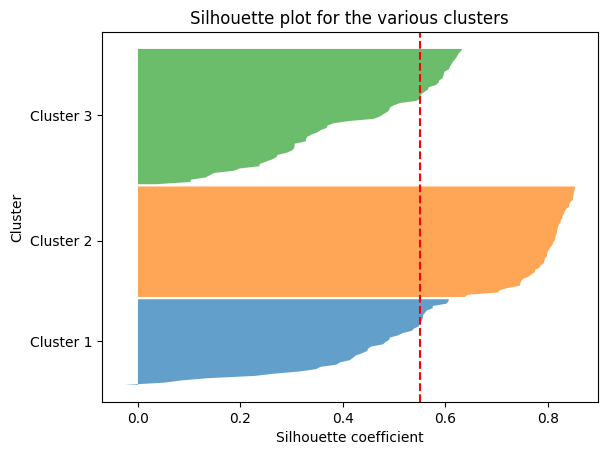 Silhouette plot for the various clusters
Cluster
Cluster 3
Cluster 2
Cluster 1
0.0 0.2 0.4 0.6 0.8
Silhouette coefficient